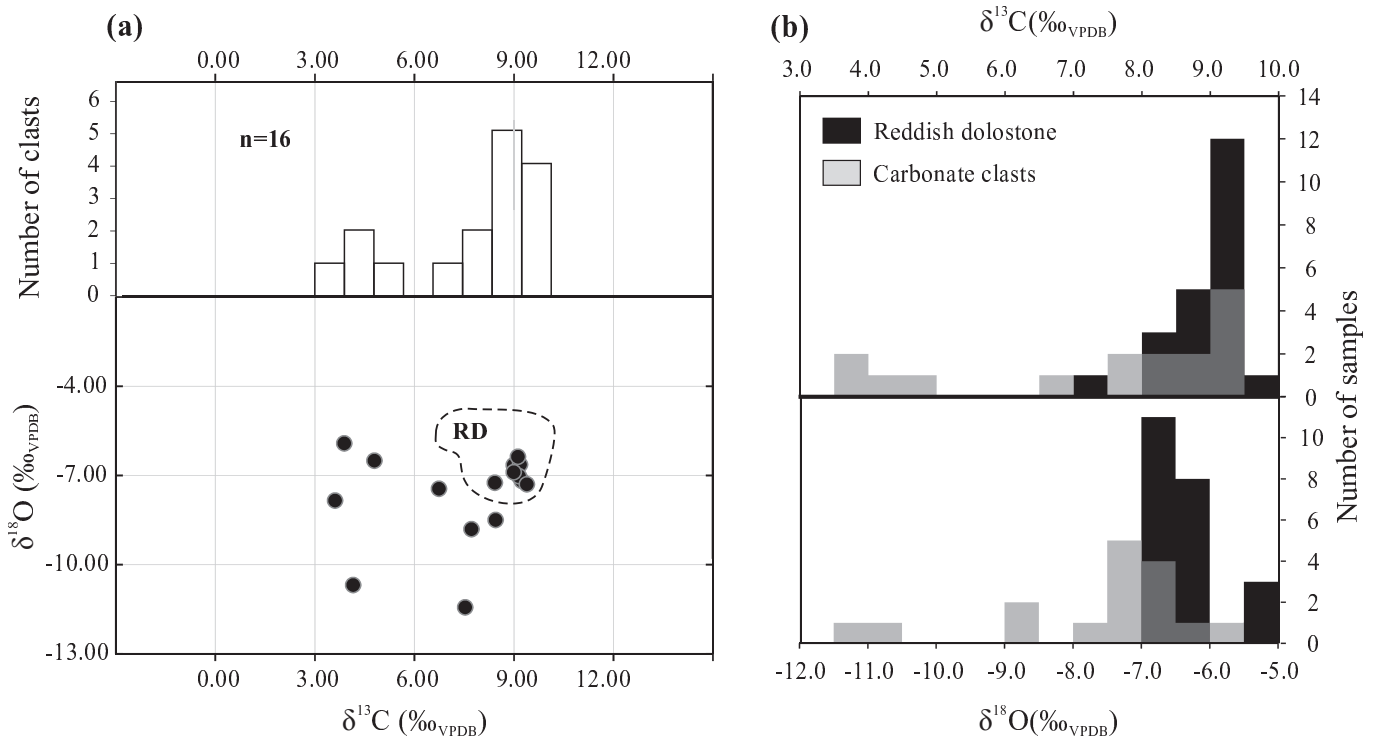 (a)
0.00 3.00 6.00 9.00 12.00
Number of clasts
6
5
4
3
2
1
0
n=16
δ¹⁸O (‰VPDB)
-4.00
-7.00
-10.00
-13.00
RD
0.00 3.00 6.00 9.00 12.00
δ¹³C (‰VPDB)
(b)
δ¹³C(‰VPDB)
3.0 4.0 5.0 6.0 7.0 8.0 9.0 10.0
Reddish dolostone
Carbonate clasts
14
12
10
8
6
4
2
0
10
8
6
4
2
0
Number of samples
-12.0 -11.0 -10.0 -9.0 -8.0 -7.0 -6.0 -5.0
δ¹⁸O(‰VPDB)